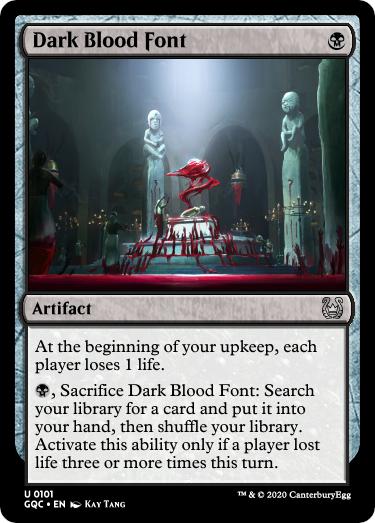 Dark Blood Font
Artifact
At the beginning of your upkeep, each
player loses 1 life.
, Sacrifice Dark Blood Font: Search
your library for a card and put it into
your hand, then shuffle your library.
Activate this ability only if a player lost
life three or more times this turn.
U 0101
GQC • EN Kay Tang
™ & © 2020 CanterburyEgg